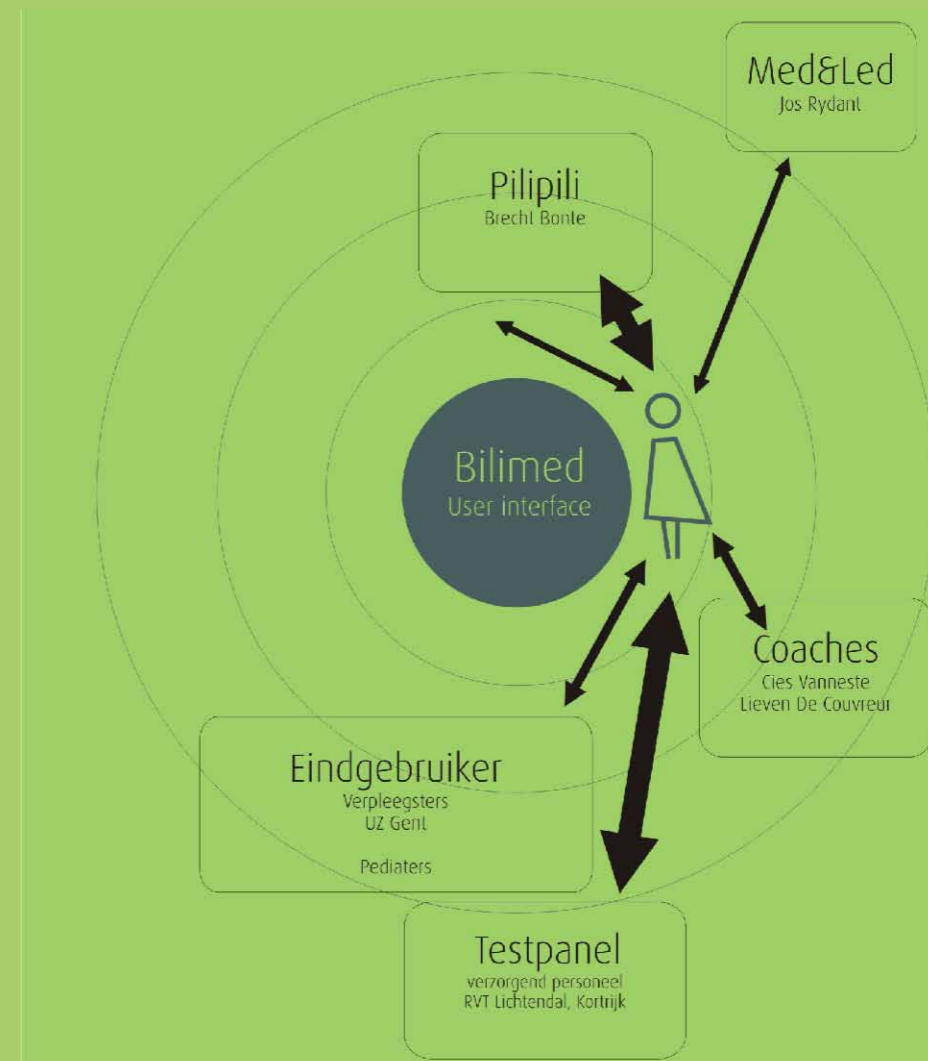 Med&Led
Jos Rydant
Pilipili
Brecht Bonte
Bilimed
User interface
Coaches
Cies Vanneste
Lieven De Couvreur
Eindgebruiker
Verpleegsters
UZ Gent
Pediaters
Testpanel
verzorgend personeel
RVT Lichtendal, Kortrijk